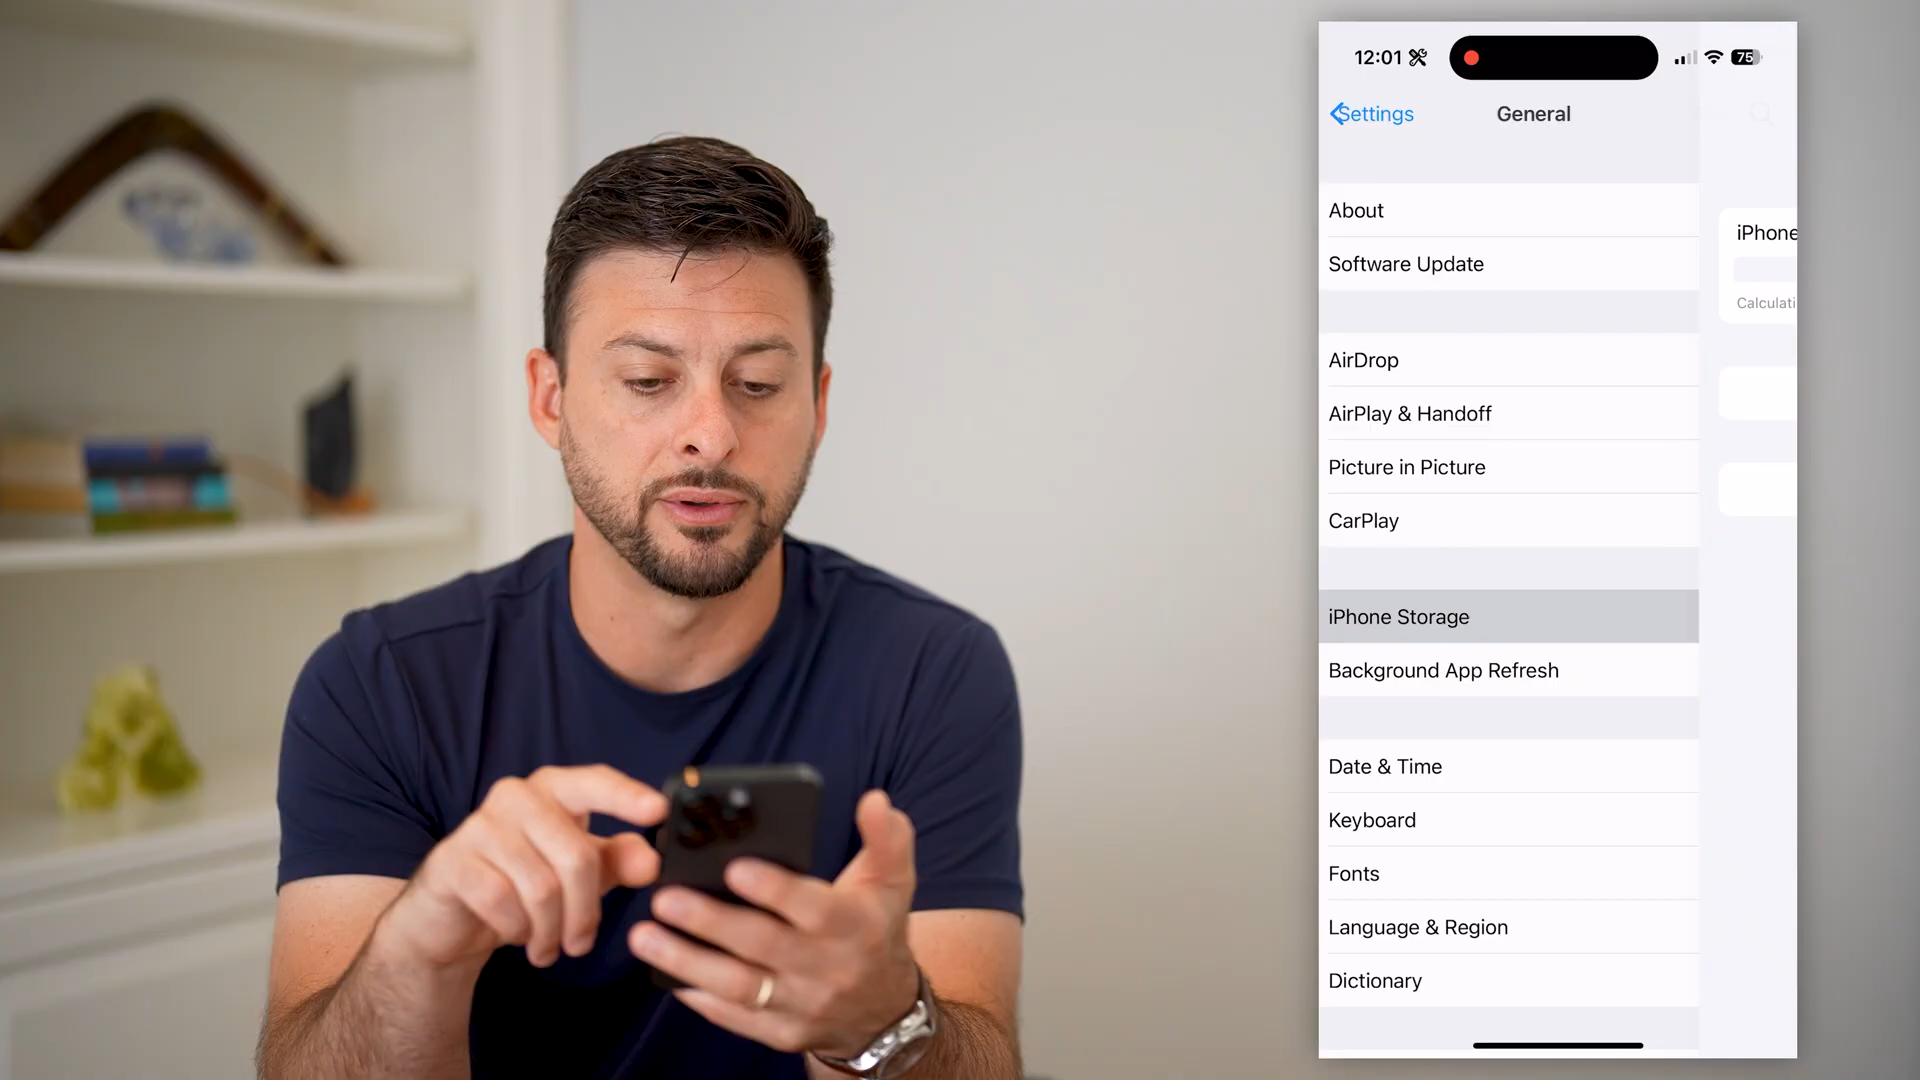 12:01
75
Settings
General
About
Software Update
iPhone
Calculati
AirDrop
AirPlay & Handoff
Picture in Picture
CarPlay
iPhone Storage
Background App Refresh
Date & Time
Keyboard
Fonts
Language & Region
Dictionary